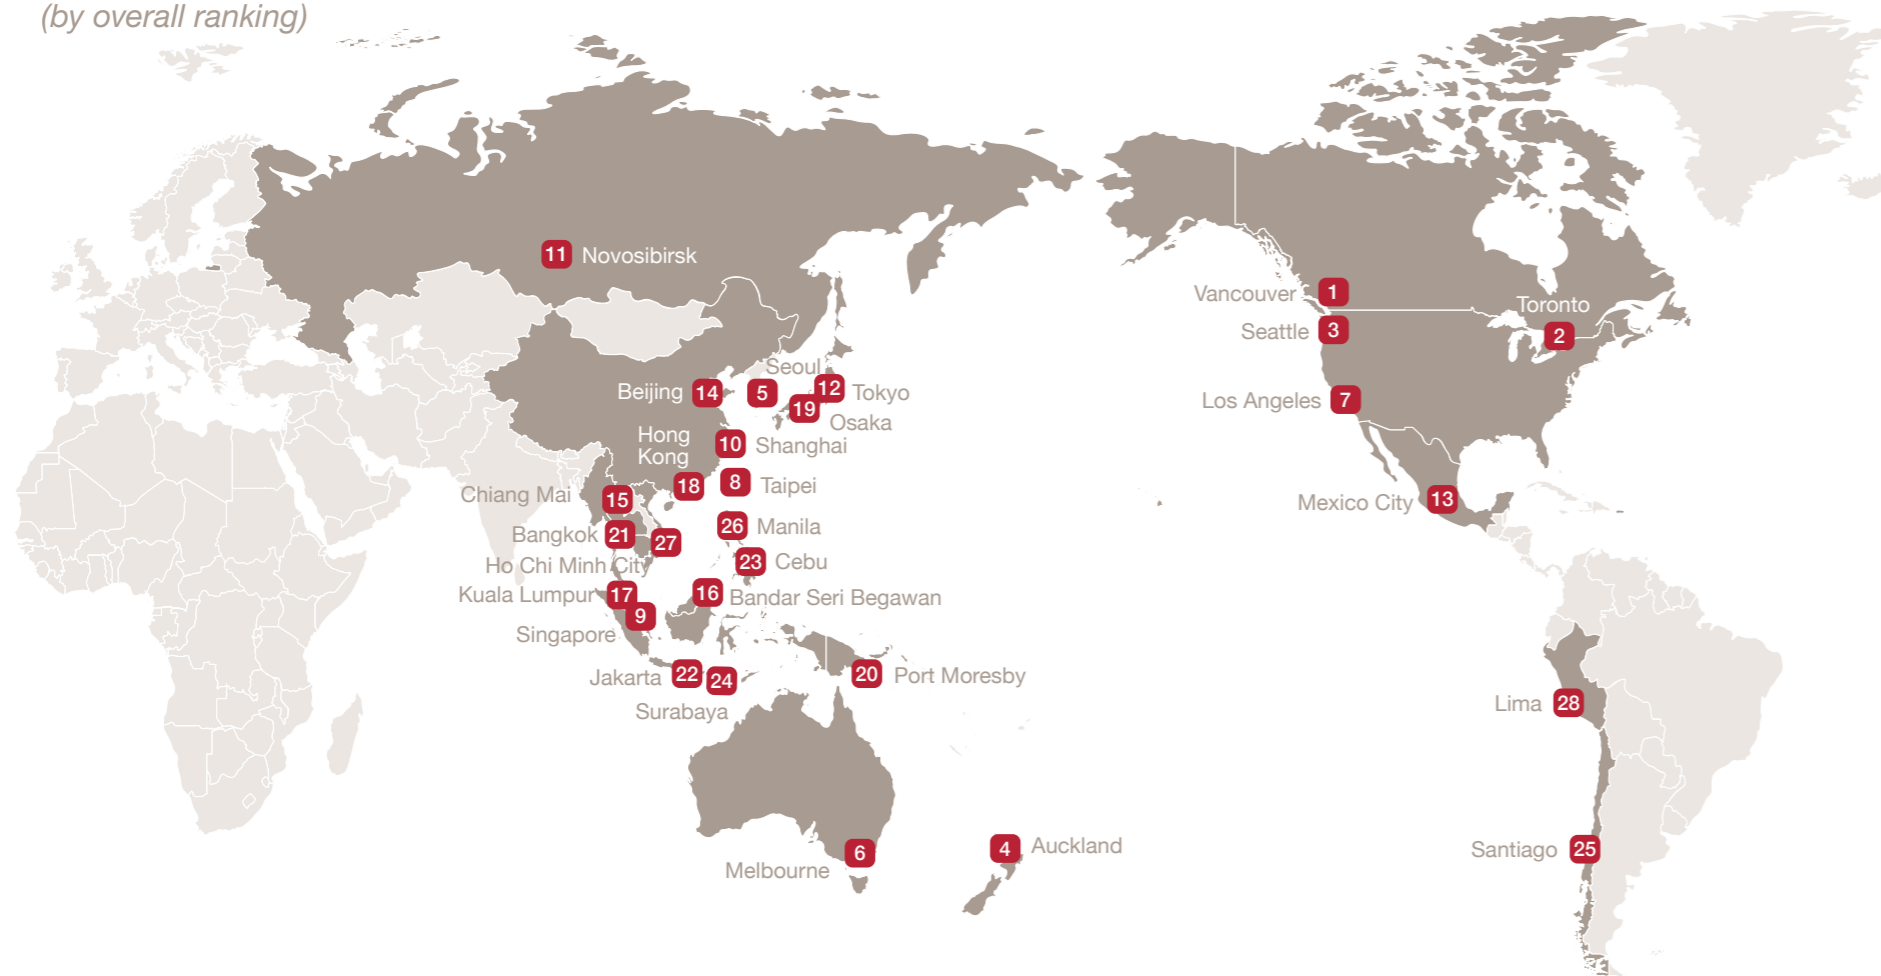 (by overall ranking)
11 Novosibirsk
Vancouver 1
Toronto
2
Seattle 3
Seoul
5
Beijing 14
12 Tokyo
19
Osaka
Los Angeles 7
Hong
Kong
18
10 Shanghai
8 Taipei
Chiang Mai 15
Mexico City 13
Bangkok 21
26 Manila
27
Ho Chi Minh City
23 Cebu
Kuala Lumpur 17
16 Bandar Seri Begawan
9
Singapore
Jakarta 22
24
Surabaya
20 Port Moresby
Lima 28
6
Melbourne
4 Auckland
Santiago 25